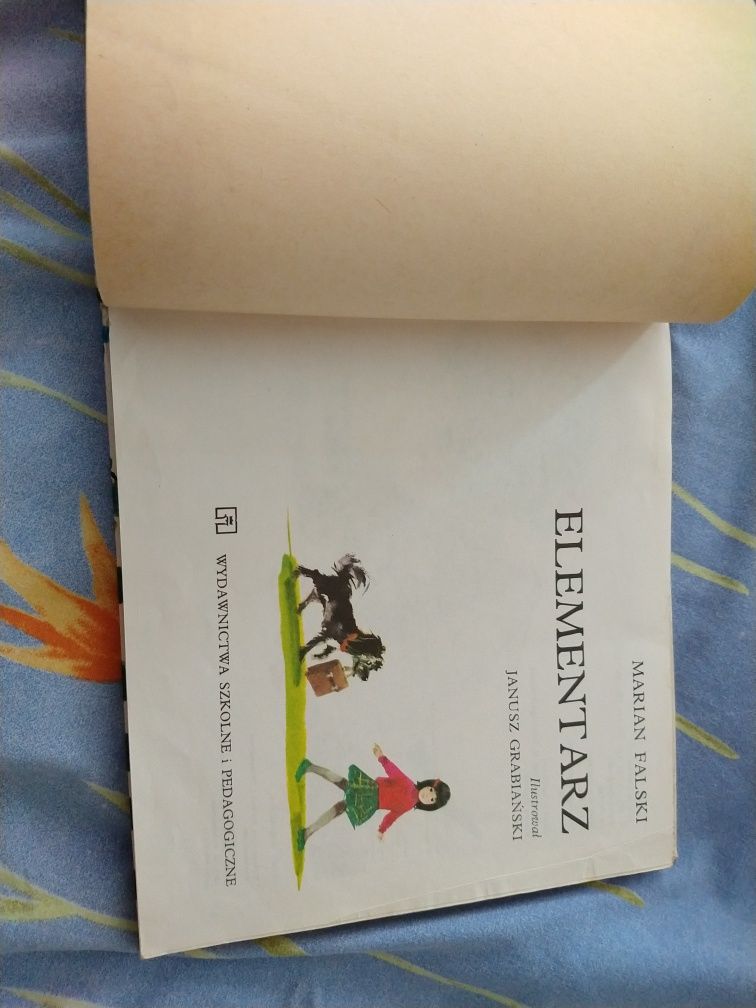 MARIAN FALSKI
ELEMENTARZ
Ilustrował
JANUSZ GRABIAŃSKI
WYDAWNICTWA SZKOLNE i PEDAGOGICZNE